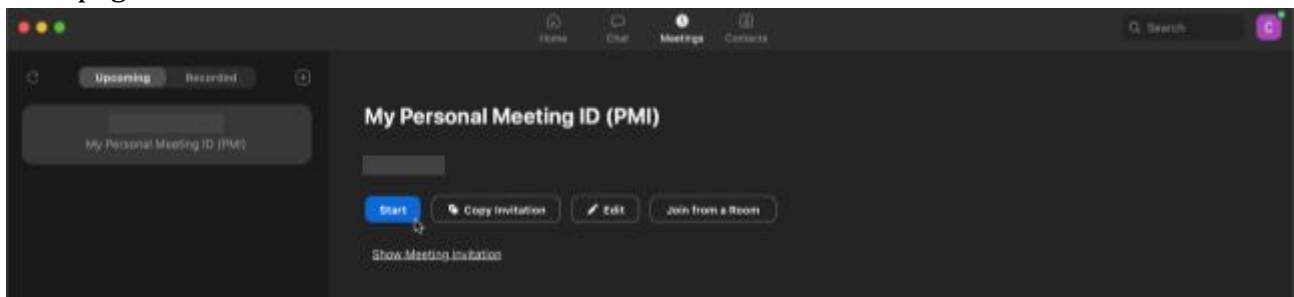 Home Chat Meetings Contacts
Search
C
Upcoming Recorded
My Personal Meeting ID (PMI)
My Personal Meeting ID (PMI)
Start Copy Invitation Edit Join from a Room
Show Meeting Invitation